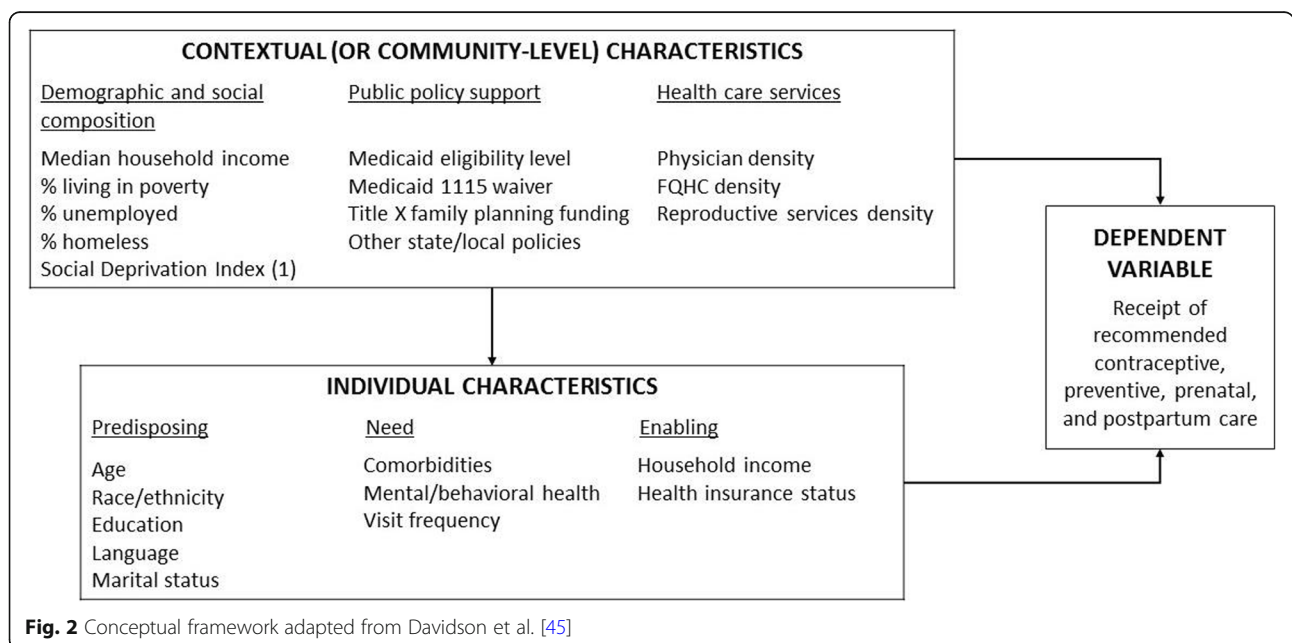 CONTEXTUAL (OR COMMUNITY-LEVEL) CHARACTERISTICS
Demographic and social
composition
Median household income
% living in poverty
% unemployed
% homeless
Social Deprivation Index (1)
Public policy support
Medicaid eligibility level
Medicaid 1115 waiver
Title X family planning funding
Other state/local policies
Health care services
Physician density
FQHC density
Reproductive services density
DEPENDENT
VARIABLE
Receipt of
recommended
contraceptive,
preventive, prenatal,
and postpartum care
INDIVIDUAL CHARACTERISTICS
Predisposing
Age
Race/ethnicity
Education
Language
Marital status
Need
Comorbidities
Mental/behavioral health
Visit frequency
Enabling
Household income
Health insurance status
Fig. 2 Conceptual framework adapted from Davidson et al. [45]